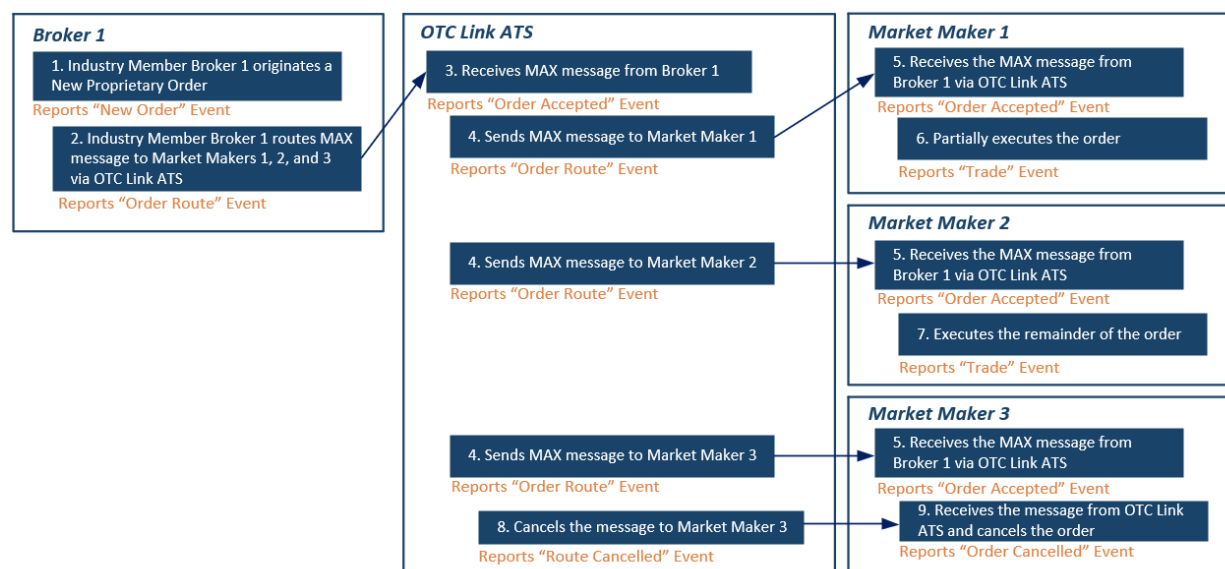 Broker 1
1. Industry Member Broker 1 originates a
New Proprietary Order
Reports “New Order” Event
2. Industry Member Broker 1 routes MAX
message to Market Makers 1, 2, and 3
via OTC Link ATS
Reports “Order Route” Event
OTC Link ATS
3. Receives MAX message from Broker 1
Reports “Order Accepted” Event
4. Sends MAX message to Market Maker 1
Reports “Order Route” Event
4. Sends MAX message to Market Maker 2
Reports “Order Route” Event
4. Sends MAX message to Market Maker 3
Reports “Order Route” Event
8. Cancels the message to Market Maker 3
Reports “Route Cancelled” Event
Market Maker 1
5. Receives the MAX message from
Broker 1 via OTC Link ATS
Reports “Order Accepted” Event
6. Partially executes the order
Reports “Trade” Event
Market Maker 2
5. Receives the MAX message from
Broker 1 via OTC Link ATS
Reports “Order Accepted” Event
7. Executes the remainder of the order
Reports “Trade” Event
Market Maker 3
5. Receives the MAX message from
Broker 1 via OTC Link ATS
Reports “Order Accepted” Event
9. Receives the message from OTC Link
ATS and cancels the order
Reports “Order Cancelled” Event